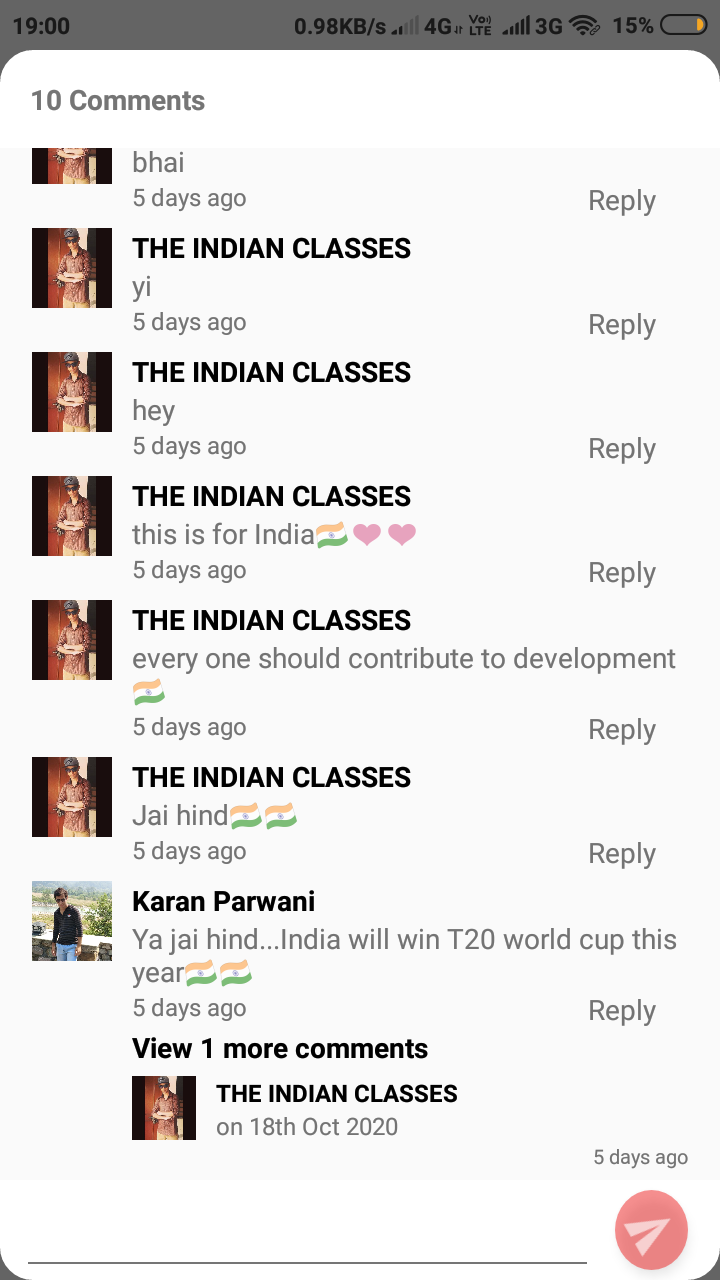 19:00 0.98KB/s 4G VoLTE 3G 15%
10 Comments
bhai
5 days ago Reply
THE INDIAN CLASSES
yi
5 days ago Reply
THE INDIAN CLASSES
hey
5 days ago Reply
THE INDIAN CLASSES
this is for India🇮🇳❤❤
5 days ago Reply
THE INDIAN CLASSES
every one should contribute to development
🇮🇳
5 days ago Reply
THE INDIAN CLASSES
Jai hind🇮🇳🇮🇳
5 days ago Reply
Karan Parwani
Ya jai hind...India will win T20 world cup this
year🇮🇳🇮🇳
5 days ago Reply
View 1 more comments
THE INDIAN CLASSES
on 18th Oct 2020
5 days ago